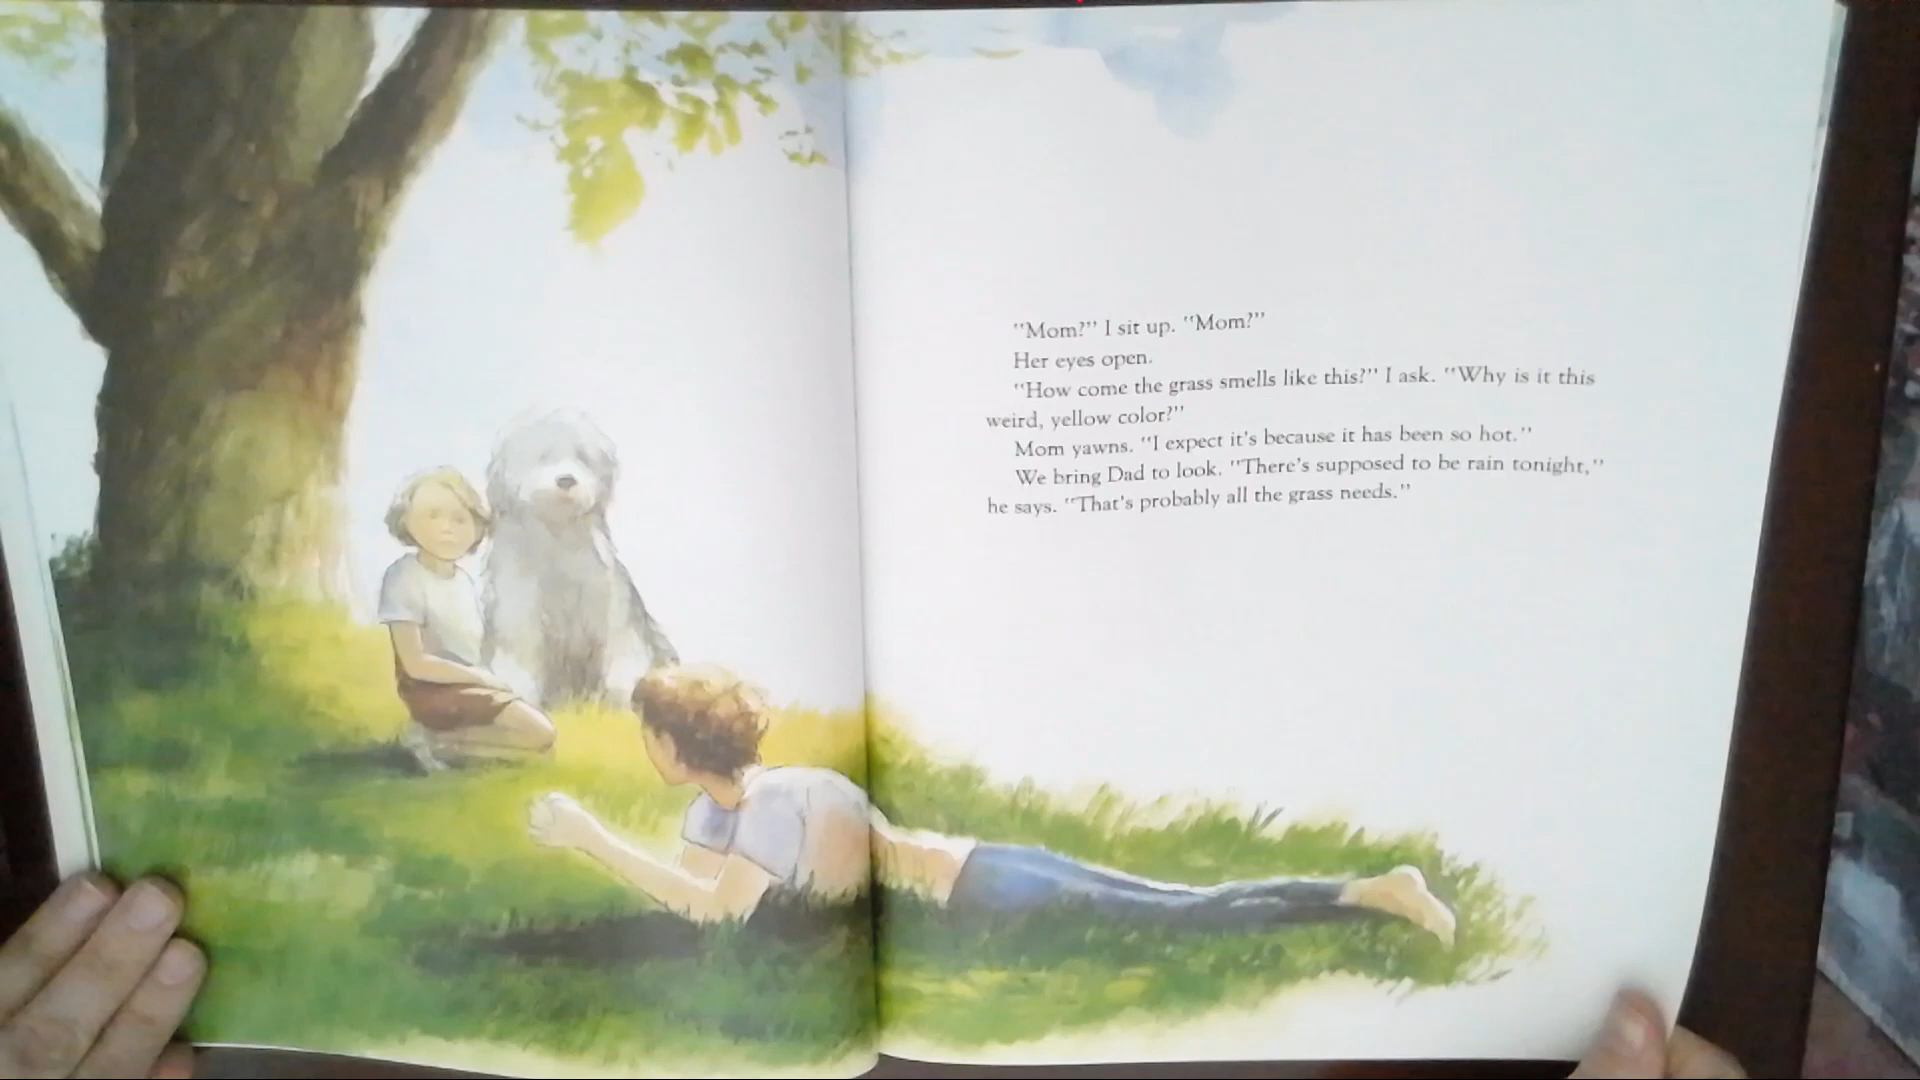 "Mom?" I sit up. "Mom?"
Her eyes open.
"How come the grass smells like this?" I ask. "Why is it this
weird, yellow color?"
Mom yawns. "I expect it's because it has been so hot."
We bring Dad to look. "There's supposed to be rain tonight,"
he says. "That's probably all the grass needs."